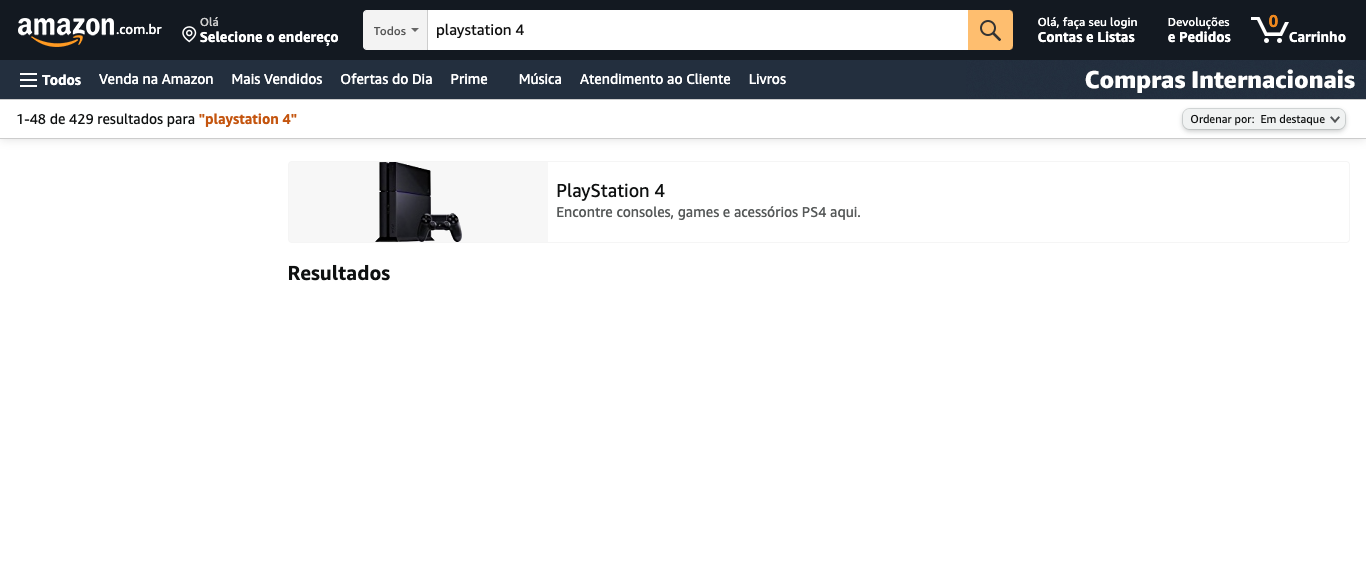 amazon.com.br
Olá
Selecione o endereço
Todos
playstation 4
Olá, faça seu login
Contas e Listas
Devoluções
e Pedidos
0
Carrinho
Todos
Venda na Amazon
Mais Vendidos
Ofertas do Dia
Prime
Música
Atendimento ao Cliente
Livros
Compras Internacionais
1-48 de 429 resultados para "playstation 4"
Ordenar por: Em destaque
PlayStation 4
Encontre consoles, games e acessórios PS4 aqui.
Resultados